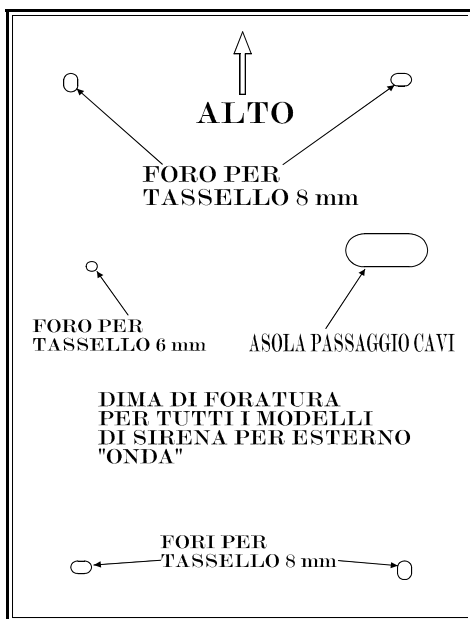 ALTO
FORO PER
TASSELLO 8 mm
FORO PER
TASSELLO 6 mm
ASOLA PASSAGGIO CAVI
DIMA DI FORATURA
PER TUTTI I MODELLI
DI SIRENA PER ESTERNO
"ONDA"
FORI PER
TASSELLO 8 mm